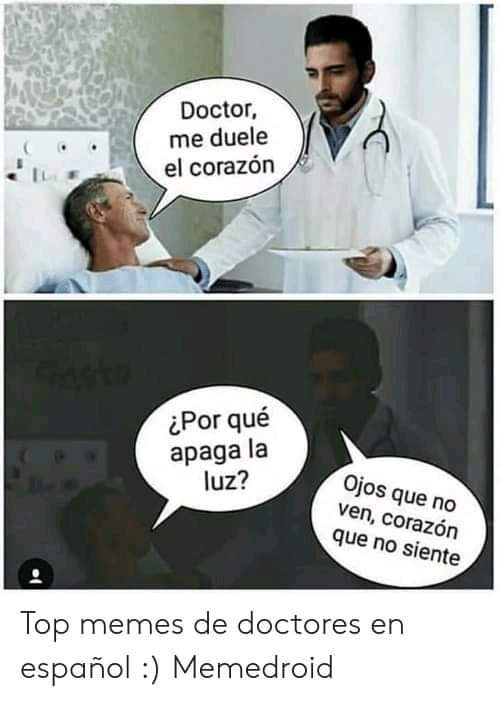 Doctor,
me duele
el corazón
¿Por qué
apaga la
luz?
Ojos que no
ven, corazón
que no siente
Top memes de doctores en
español :) Memedroid